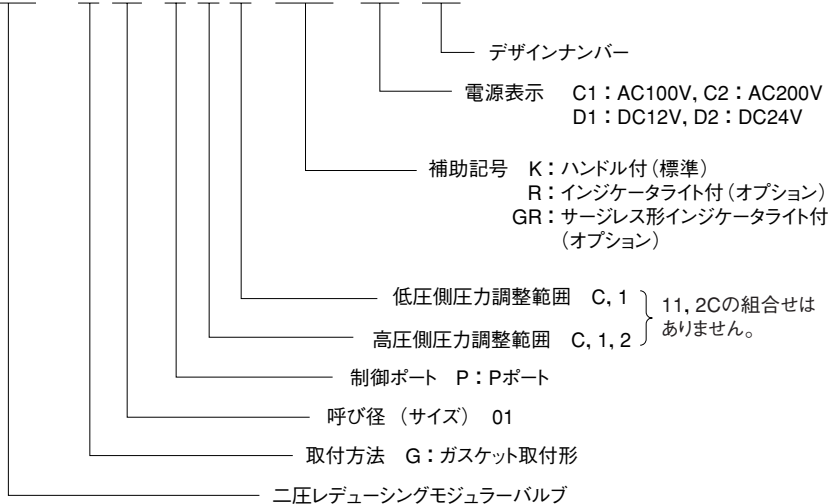 デザインナンバー
電源表示　C1：AC100V, C2：AC200V
D1：DC12V, D2：DC24V
補助記号　K：ハンドル付（標準）
R：インジケータライト付（オプション）
GR：サージレス形インジケータライト付
（オプション）
低圧側圧力調整範囲　C, 1
高圧側圧力調整範囲　C, 1, 2
11, 2Cの組合せは
ありません。
制御ポート　P：Pポート
呼び径　（サイズ）　01
取付方法　G：ガスケット取付形
二圧レデューシングモジュラーバルブ